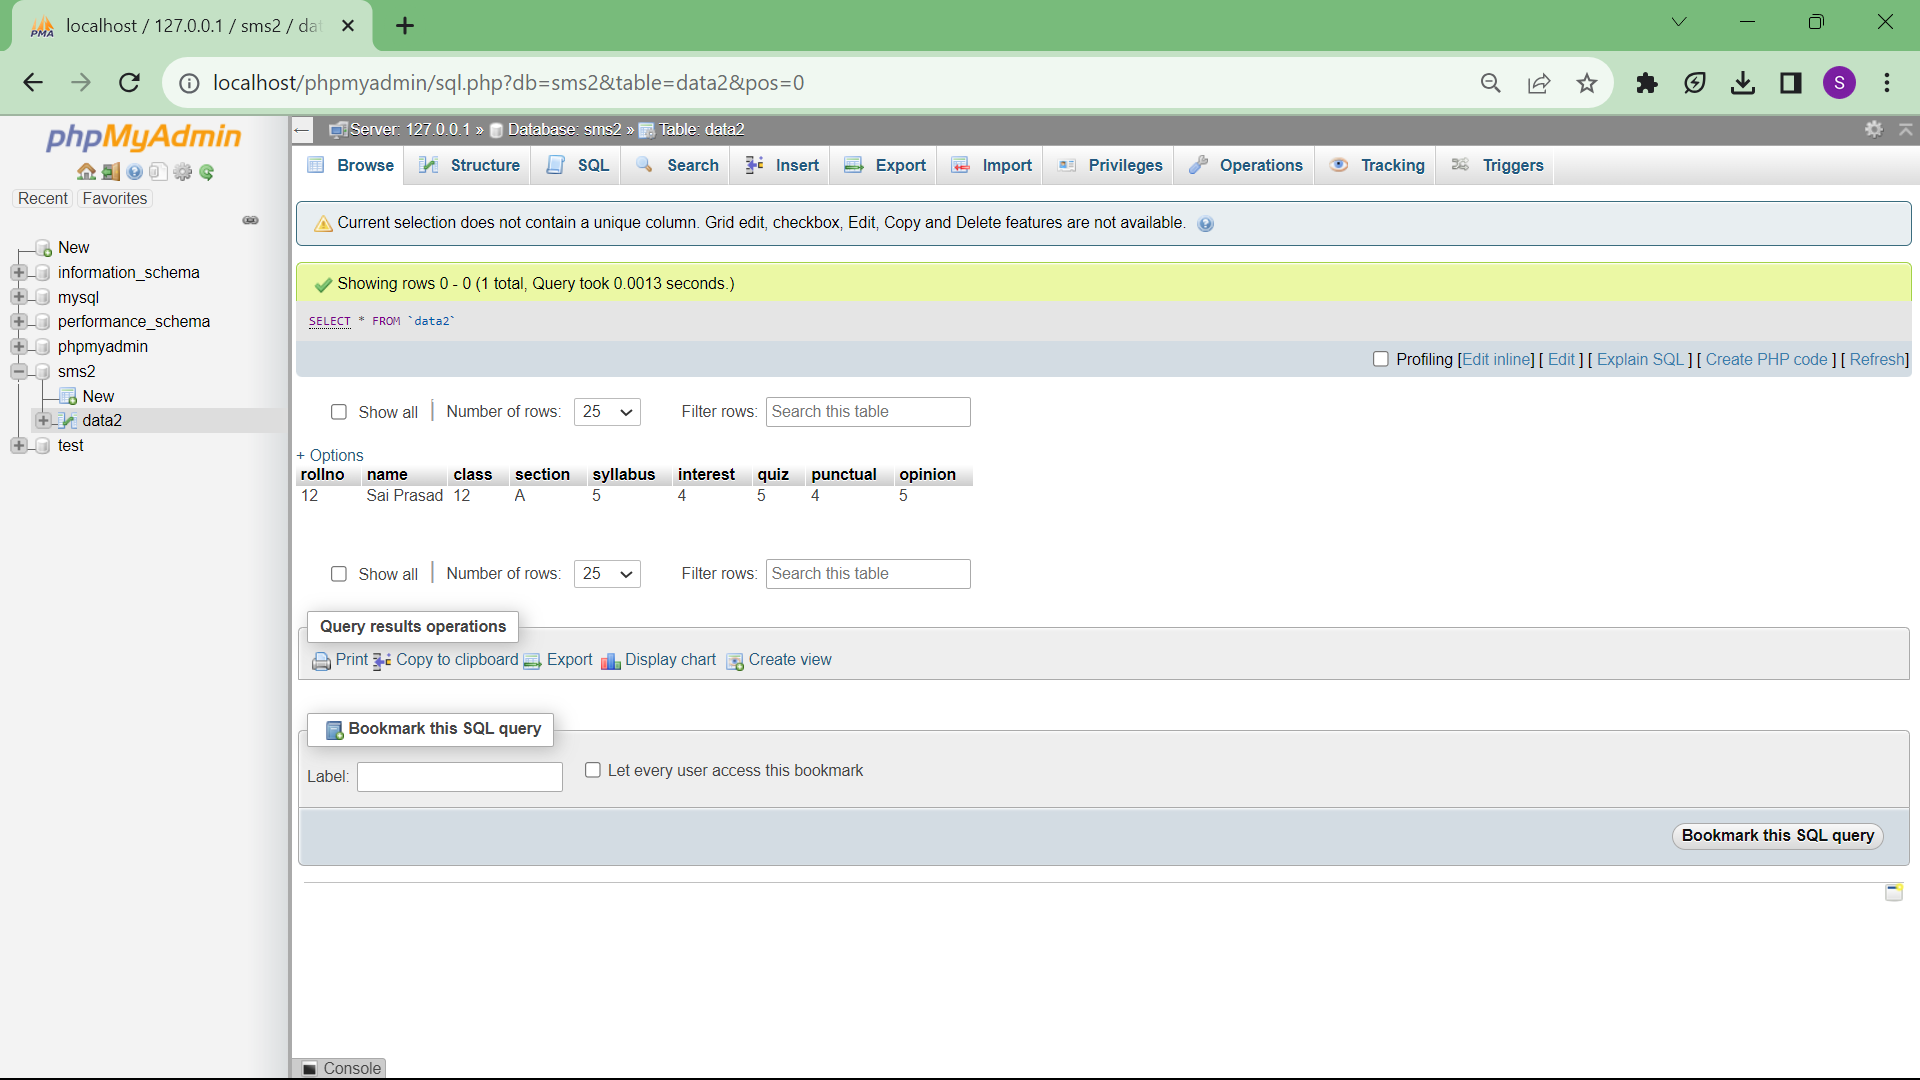 localhost / 127.0.0.1 / sms2 / dat
localhost/phpmyadmin/sql.php?db=sms2&table=data2&pos=0
S
phpMyAdmin
Recent Favorites
New
information_schema
mysql
performance_schema
phpmyadmin
sms2
New
data2
test
Server: 127.0.0.1 » Database: sms2 » Table: data2
Browse Structure SQL Search Insert Export Import Privileges Operations Tracking Triggers
Current selection does not contain a unique column. Grid edit, checkbox, Edit, Copy and Delete features are not available.
Showing rows 0 - 0 (1 total, Query took 0.0013 seconds.)
SELECT * FROM `data2`
Profiling [Edit inline] [ Edit ] [ Explain SQL ] [ Create PHP code ] [ Refresh]
Show all Number of rows: 25 Filter rows: Search this table
+ Options
rollno name class section syllabus interest quiz punctual opinion
12 Sai Prasad 12 A 5 4 5 4 5
Show all Number of rows: 25 Filter rows: Search this table
Query results operations
Print Copy to clipboard Export Display chart Create view
Bookmark this SQL query
Label: Let every user access this bookmark
Bookmark this SQL query
Console